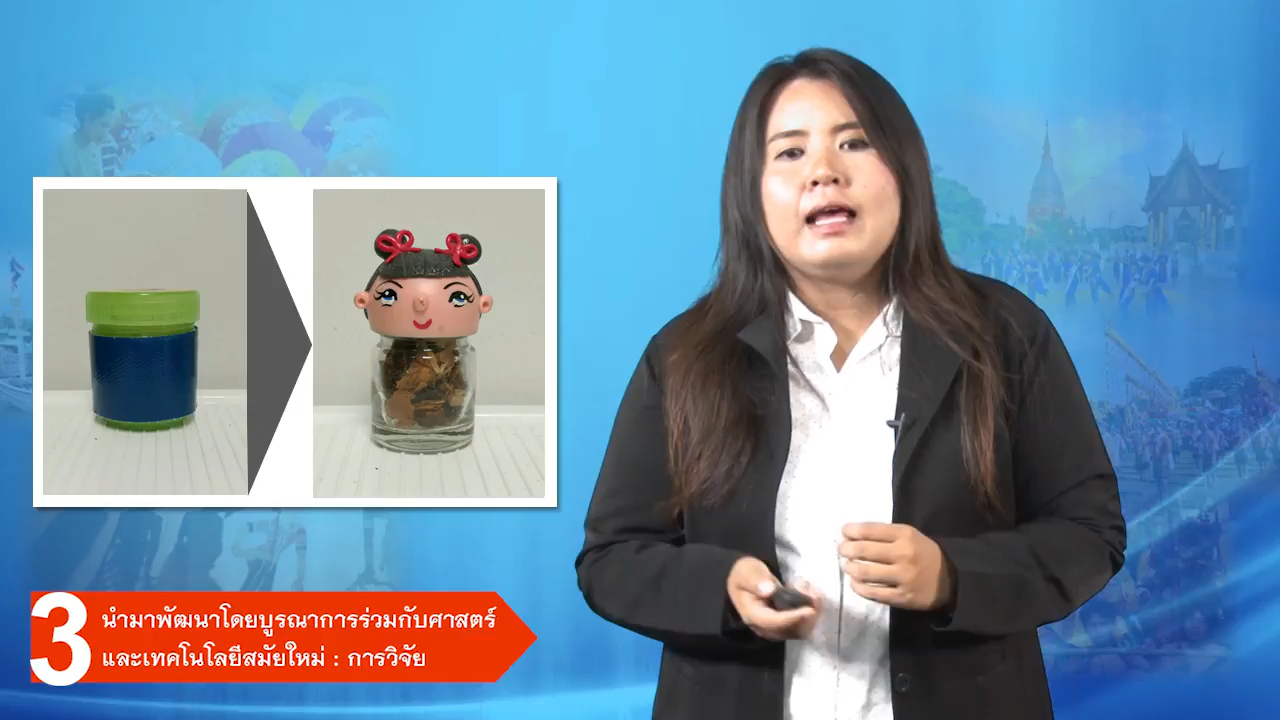 3
นำมาพัฒนาโดยบูรณาการร่วมกับศาสตร์
และเทคโนโลยีสมัยใหม่ : การวิจัย